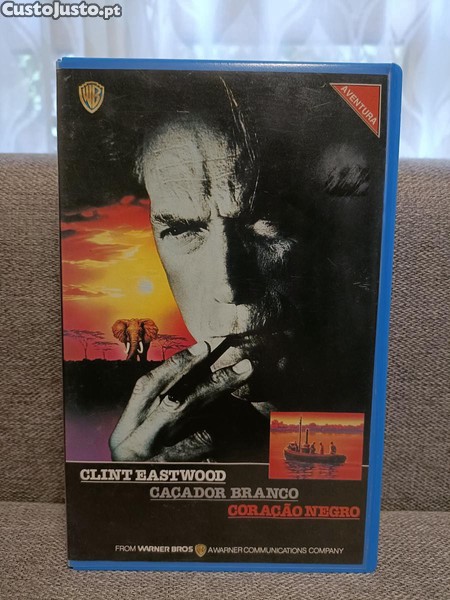 CustoJusto.pt
WB
AVENTURA
CLINT EASTWOOD
CAÇADOR BRANCO
CORAÇÃO NEGRO
FROM WARNER BROS A WARNER COMMUNICATIONS COMPANY